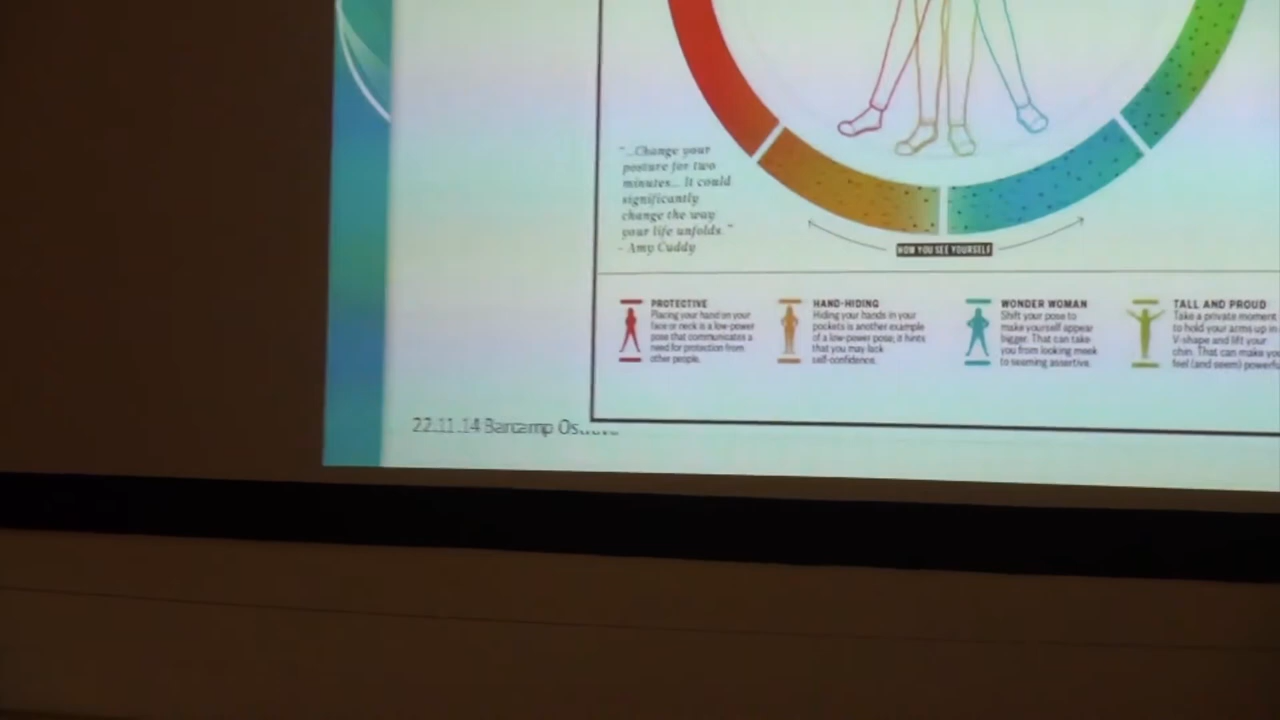 "...Change your
posture for two
minutes... It could
significantly
change the way
your life unfolds."
- Amy Cuddy
HOW YOU SEE YOURSELF
PROTECTIVE
Placing your hand on your
face or neck is a low-power
pose that communicates a
need for protection from
other people.
HAND-HIDING
Hiding your hands in your
pockets is another example
of a low-power pose; it hints
that you may lack
self-confidence.
WONDER WOMAN
Shift your pose to
make yourself appear
bigger. That can take
you from looking meek
to seeming assertive.
TALL AND PROUD
Take a private moment
to hold your arms up in
V-shape and lift your
chin. That can make you
feel (and seem) powerfu
22.11.14 Barcamp